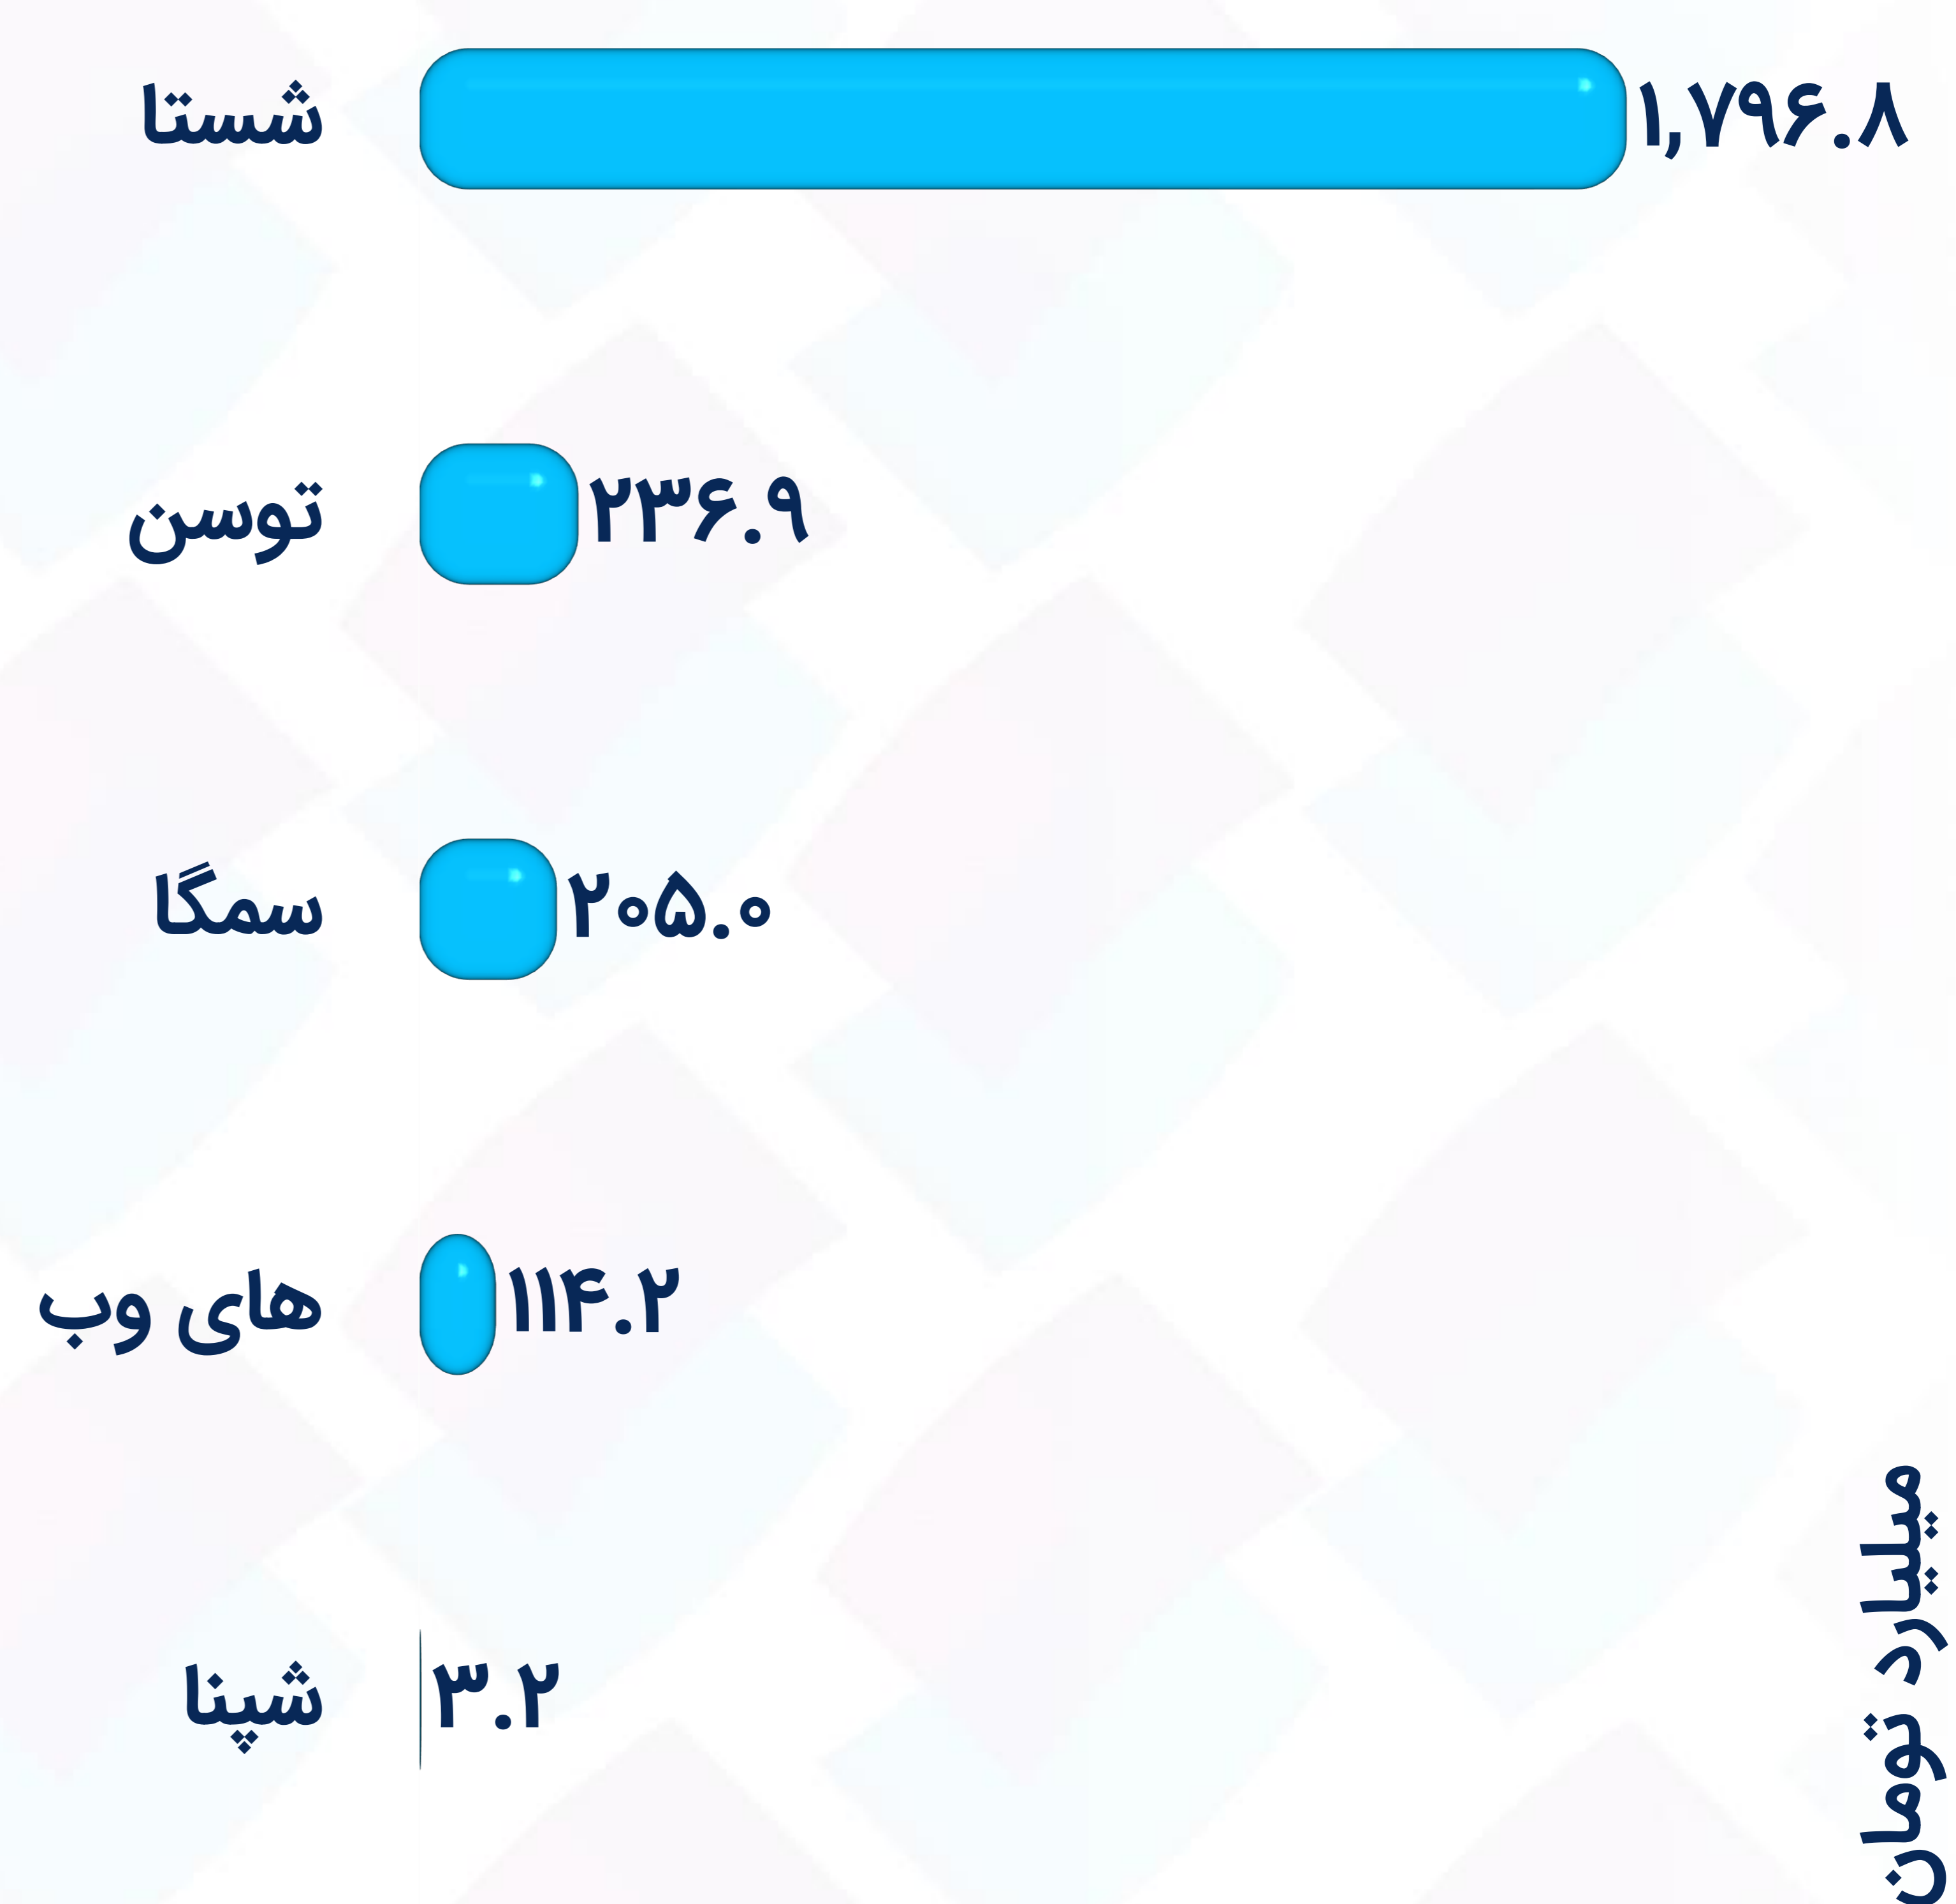 شستا ۱,۷۹۶.۸
توسن ۲۳۶.۹
سمگا ۲۰۵.۰
های وب ۱۱۴.۲
شپنا ۳.۲
میلیارد تومان